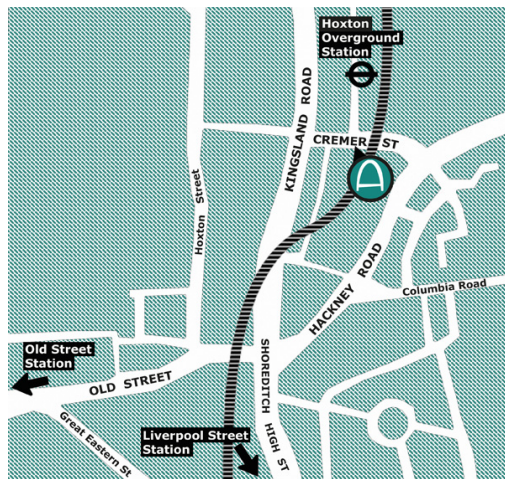 Hoxton
Overground
Station
KINGSLAND ROAD
CREMER ST
Hoxton Street
HACKNEY ROAD
Columbia Road
Old Street
Station
OLD STREET
SHOREDITCH HIGH ST
Great Eastern St
Liverpool Street
Station